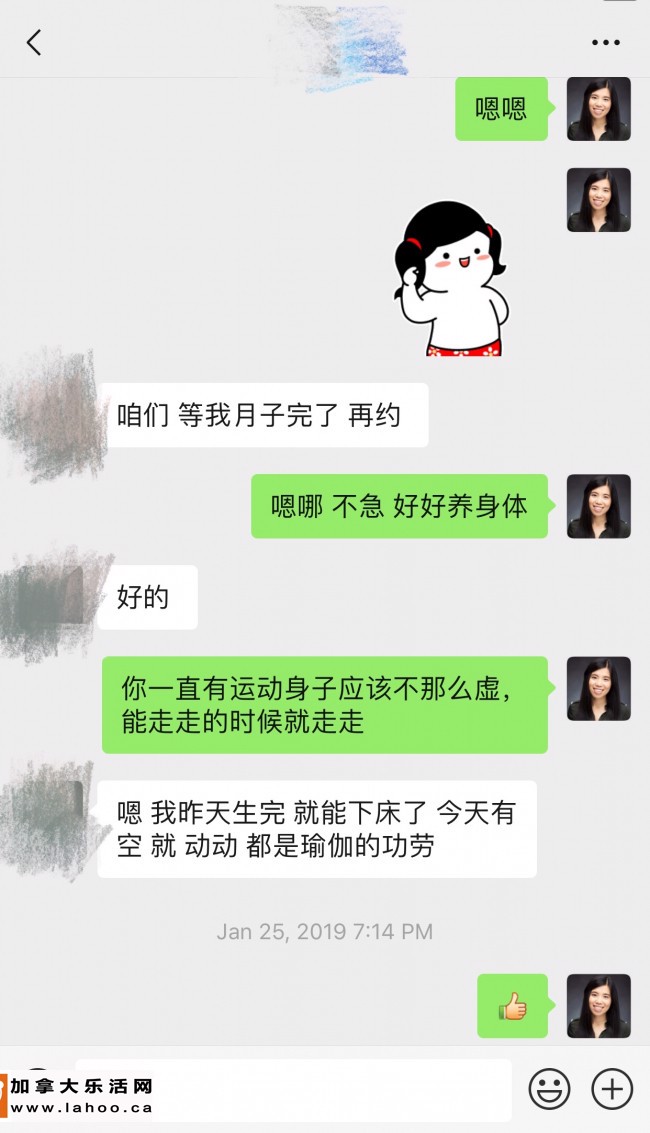 嗯嗯
咱们 等我月子完了 再约
嗯哪 不急 好好养身体
好的
你一直有运动身子应该不那么虚，
能走走的时候就走走
嗯 我昨天生完 就能下床了 今天有
空 就 动动 都是瑜伽的功劳
Jan 25, 2019 7:14 PM
加拿大乐活网
www.lahoo.ca